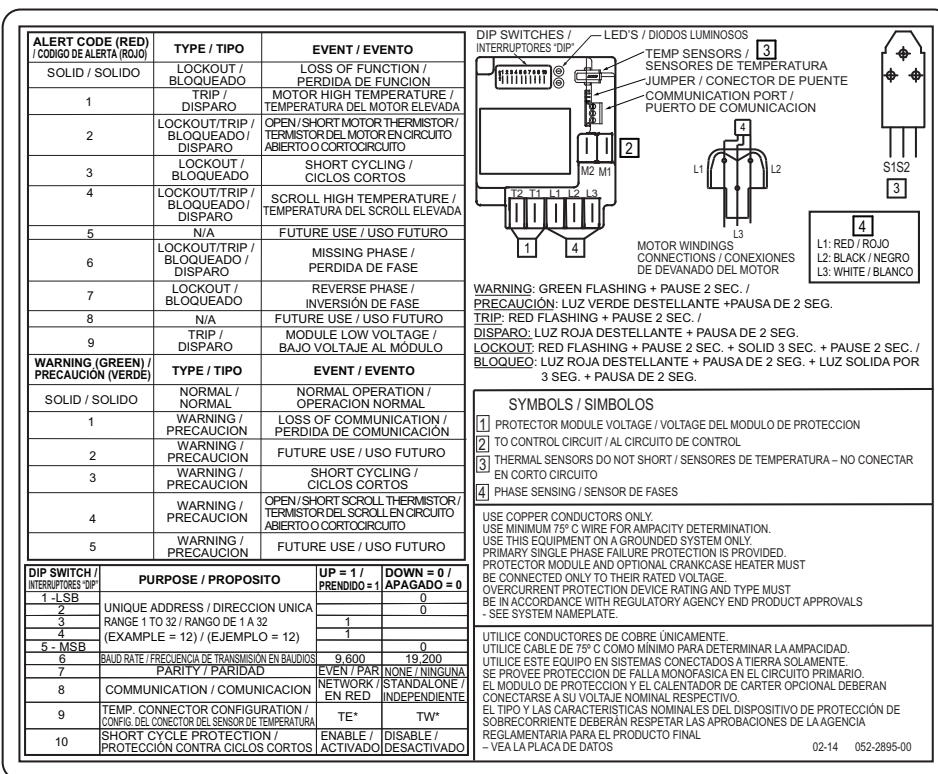 ALERT CODE (RED)
/ CODIGO DE ALERTA (ROJO)
TYPE / TIPO
EVENT / EVENTO
SOLID / SOLIDO
LOCKOUT /
BLOQUEADO
LOSS OF FUNCTION /
PERDIDA DE FUNCION
1
TRIP /
DISPARO
MOTOR HIGH TEMPERATURE /
TEMPERATURA DEL MOTOR ELEVADA
2
LOCKOUT/TRIP /
BLOQUEADO /
DISPARO
OPEN / SHORT MOTOR THERMISTOR /
TERMISTOR DEL MOTOR EN CIRCUITO
ABIERTO O CORTOCIRCUITO
3
LOCKOUT /
BLOQUEADO
SHORT CYCLING /
CICLOS CORTOS
4
LOCKOUT/TRIP /
BLOQUEADO /
DISPARO
SCROLL HIGH TEMPERATURE /
TEMPERATURA DEL SCROLL ELEVADA
5
N/A
FUTURE USE / USO FUTURO
6
LOCKOUT/TRIP /
BLOQUEADO /
DISPARO
MISSING PHASE /
PERDIDA DE FASE
7
LOCKOUT /
BLOQUEADO
REVERSE PHASE /
INVERSIÓN DE FASE
8
N/A
FUTURE USE / USO FUTURO
9
TRIP /
DISPARO
MODULE LOW VOLTAGE /
BAJO VOLTAJE AL MÓDULO
WARNING (GREEN) /
PRECAUCIÓN (VERDE)
TYPE / TIPO
EVENT / EVENTO
SOLID / SOLIDO
NORMAL /
NORMAL
NORMAL OPERATION /
OPERACION NORMAL
1
WARNING /
PRECAUCION
LOSS OF COMMUNICATION /
PERDIDA DE COMUNICACIÓN
2
WARNING /
PRECAUCION
FUTURE USE / USO FUTURO
3
WARNING /
PRECAUCION
SHORT CYCLING /
CICLOS CORTOS
4
WARNING /
PRECAUCION
OPEN / SHORT SCROLL THERMISTOR /
TERMISTOR DEL SCROLL EN CIRCUITO
ABIERTO O CORTOCIRCUITO
5
WARNING /
PRECAUCION
FUTURE USE / USO FUTURO
DIP SWITCH /
INTERRUPTORES "DIP"
PURPOSE / PROPOSITO
UP = 1 /
PRENDIDO = 1
DOWN = 0 /
APAGADO = 0
1 -LSB
0
2
0
3
1
4
1
5 - MSB
0
UNIQUE ADDRESS / DIRECCION UNICA
RANGE 1 TO 32 / RANGO DE 1 A 32
(EXAMPLE = 12) / (EJEMPLO = 12)
6
BAUD RATE / FRECUENCIA DE TRANSMISIÓN EN BAUDIOS
9,600
19,200
7
PARITY / PARIDAD
EVEN / PAR
NONE / NINGUNA
8
COMMUNICATION / COMUNICACION
NETWORK /
EN RED
STANDALONE /
INDEPENDIENTE
9
TEMP. CONNECTOR CONFIGURATION /
CONFIG. DEL CONECTOR DEL SENSOR DE TEMPERATURA
TE*
TW*
10
SHORT CYCLE PROTECTION /
PROTECCIÓN CONTRA CICLOS CORTOS
ENABLE /
ACTIVADO
DISABLE /
DESACTIVADO
DIP SWITCHES /
INTERRUPTORES "DIP"
LED'S / DIODOS LUMINOSOS
TEMP SENSORS /
SENSORES DE TEMPERATURA
3
JUMPER / CONECTOR DE PUENTE
COMMUNICATION PORT /
PUERTO DE COMUNICACION
1 2 3 4 5 6 7 8 9 10
2
M2 M1
T2 T1 L1 L2 L3
1
4
4
L1
L2
L3
MOTOR WINDINGS
CONNECTIONS / CONEXIONES
DE DEVANADO DEL MOTOR
S1S2
3
4
L1: RED / ROJO
L2: BLACK / NEGRO
L3: WHITE / BLANCO
WARNING: GREEN FLASHING + PAUSE 2 SEC. /
PRECAUCIÓN: LUZ VERDE DESTELLANTE +PAUSA DE 2 SEG.
TRIP: RED FLASHING + PAUSE 2 SEC. /
DISPARO: LUZ ROJA DESTELLANTE + PAUSA DE 2 SEG.
LOCKOUT: RED FLASHING + PAUSE 2 SEC. + SOLID 3 SEC. + PAUSE 2 SEC. /
BLOQUEO: LUZ ROJA DESTELLANTE + PAUSA DE 2 SEG. + LUZ SOLIDA POR
3 SEG. + PAUSA DE 2 SEG.
SYMBOLS / SIMBOLOS
1 PROTECTOR MODULE VOLTAGE / VOLTAGE DEL MODULO DE PROTECCION
2 TO CONTROL CIRCUIT / AL CIRCUITO DE CONTROL
3 THERMAL SENSORS DO NOT SHORT / SENSORES DE TEMPERATURA – NO CONECTAR
EN CORTO CIRCUITO
4 PHASE SENSING / SENSOR DE FASES
USE COPPER CONDUCTORS ONLY.
USE MINIMUM 75º C WIRE FOR AMPACITY DETERMINATION.
USE THIS EQUIPMENT ON A GROUNDED SYSTEM ONLY.
PRIMARY SINGLE PHASE FAILURE PROTECTION IS PROVIDED.
PROTECTOR MODULE AND OPTIONAL CRANKCASE HEATER MUST
BE CONNECTED ONLY TO THEIR RATED VOLTAGE.
OVERCURRENT PROTECTION DEVICE RATING AND TYPE MUST
BE IN ACCORDANCE WITH REGULATORY AGENCY END PRODUCT APPROVALS
- SEE SYSTEM NAMEPLATE.
UTILICE CONDUCTORES DE COBRE ÚNICAMENTE.
UTILICE CABLE DE 75º C COMO MÍNIMO PARA DETERMINAR LA AMPACIDAD.
UTILICE ESTE EQUIPO EN SISTEMAS CONECTADOS A TIERRA SOLAMENTE.
SE PROVEE PROTECCION DE FALLA MONOFASICA EN EL CIRCUITO PRIMARIO.
EL MODULO DE PROTECCION Y EL CALENTADOR DE CARTER OPCIONAL DEBERAN
CONECTARSE A SU VOLTAJE NOMINAL RESPECTIVO.
EL TIPO Y LAS CARACTERISTICAS NOMINALES DEL DISPOSITIVO DE PROTECCIÓN DE
SOBRECORRIENTE DEBERÁN RESPETAR LAS APROBACIONES DE LA AGENCIA
REGLAMENTARIA PARA EL PRODUCTO FINAL
– VEA LA PLACA DE DATOS
02-14 052-2895-00